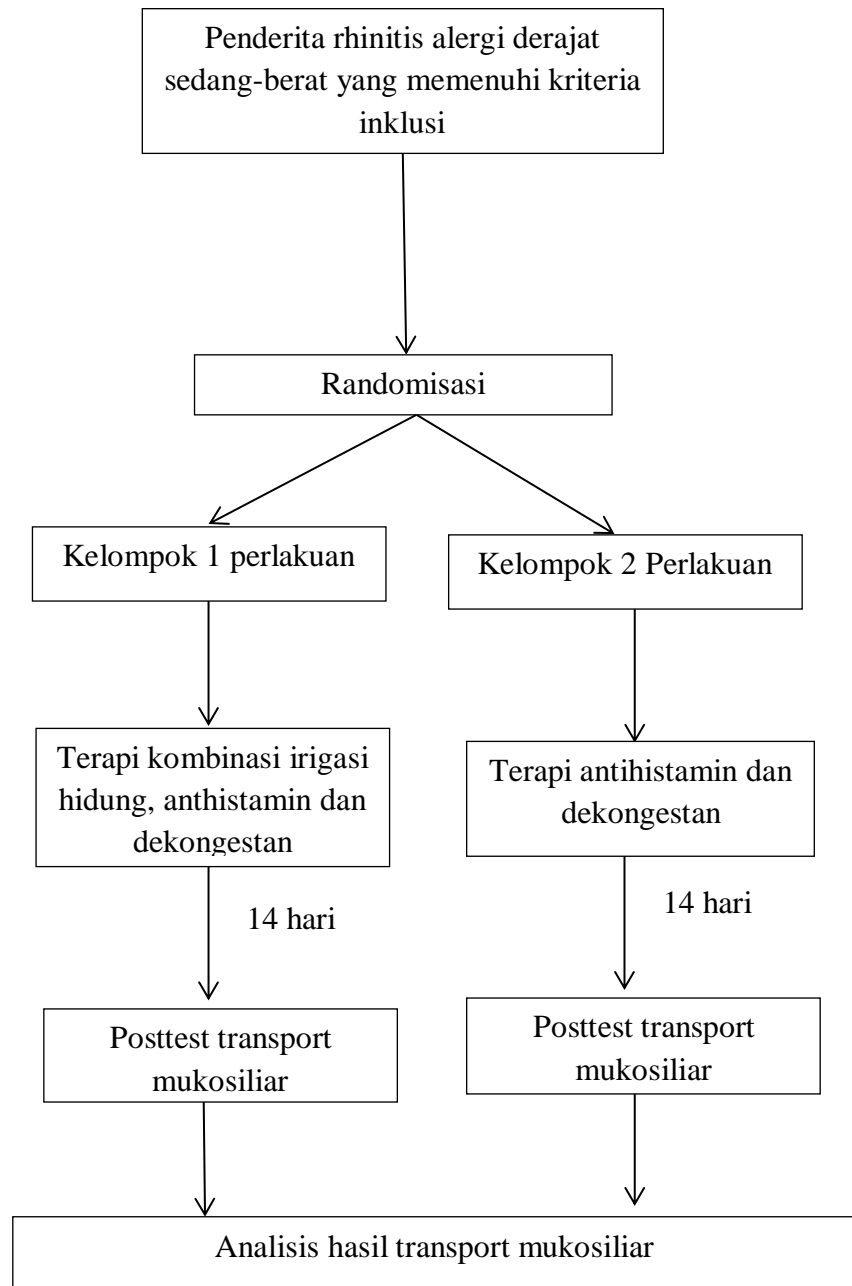 Penderita rhinitis alergi derajat
sedang-berat yang memenuhi kriteria
inklusi
Randomisasi
Kelompok 1 perlakuan
Kelompok 2 Perlakuan
Terapi kombinasi irigasi
hidung, anthistamin dan
dekongestan
Terapi antihistamin dan
dekongestan
14 hari
14 hari
Posttest transport
mukosiliar
Posttest transport
mukosiliar
Analisis hasil transport mukosiliar